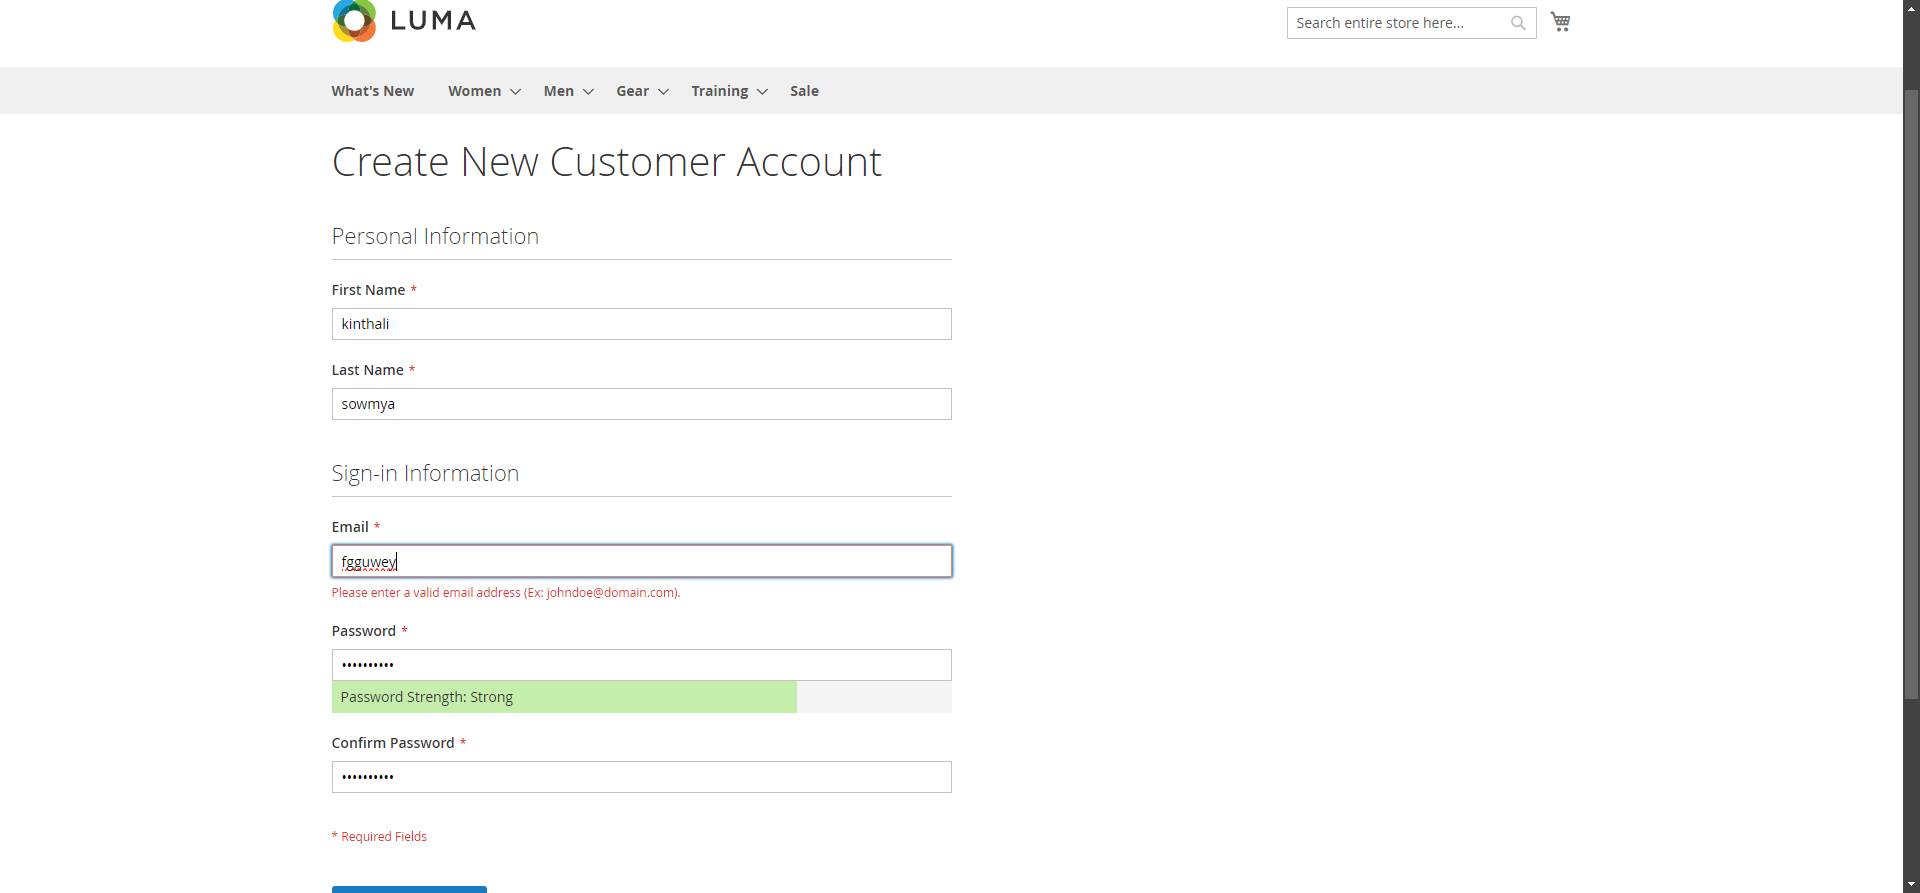 LUMA
Search entire store here...
What's New Women Men Gear Training Sale
Create New Customer Account
Personal Information
First Name *
kinthali
Last Name *
sowmya
Sign-in Information
Email *
fgguwey
Please enter a valid email address (Ex: johndoe@domain.com).
Password *
••••••••••
Password Strength: Strong
Confirm Password *
••••••••••
* Required Fields